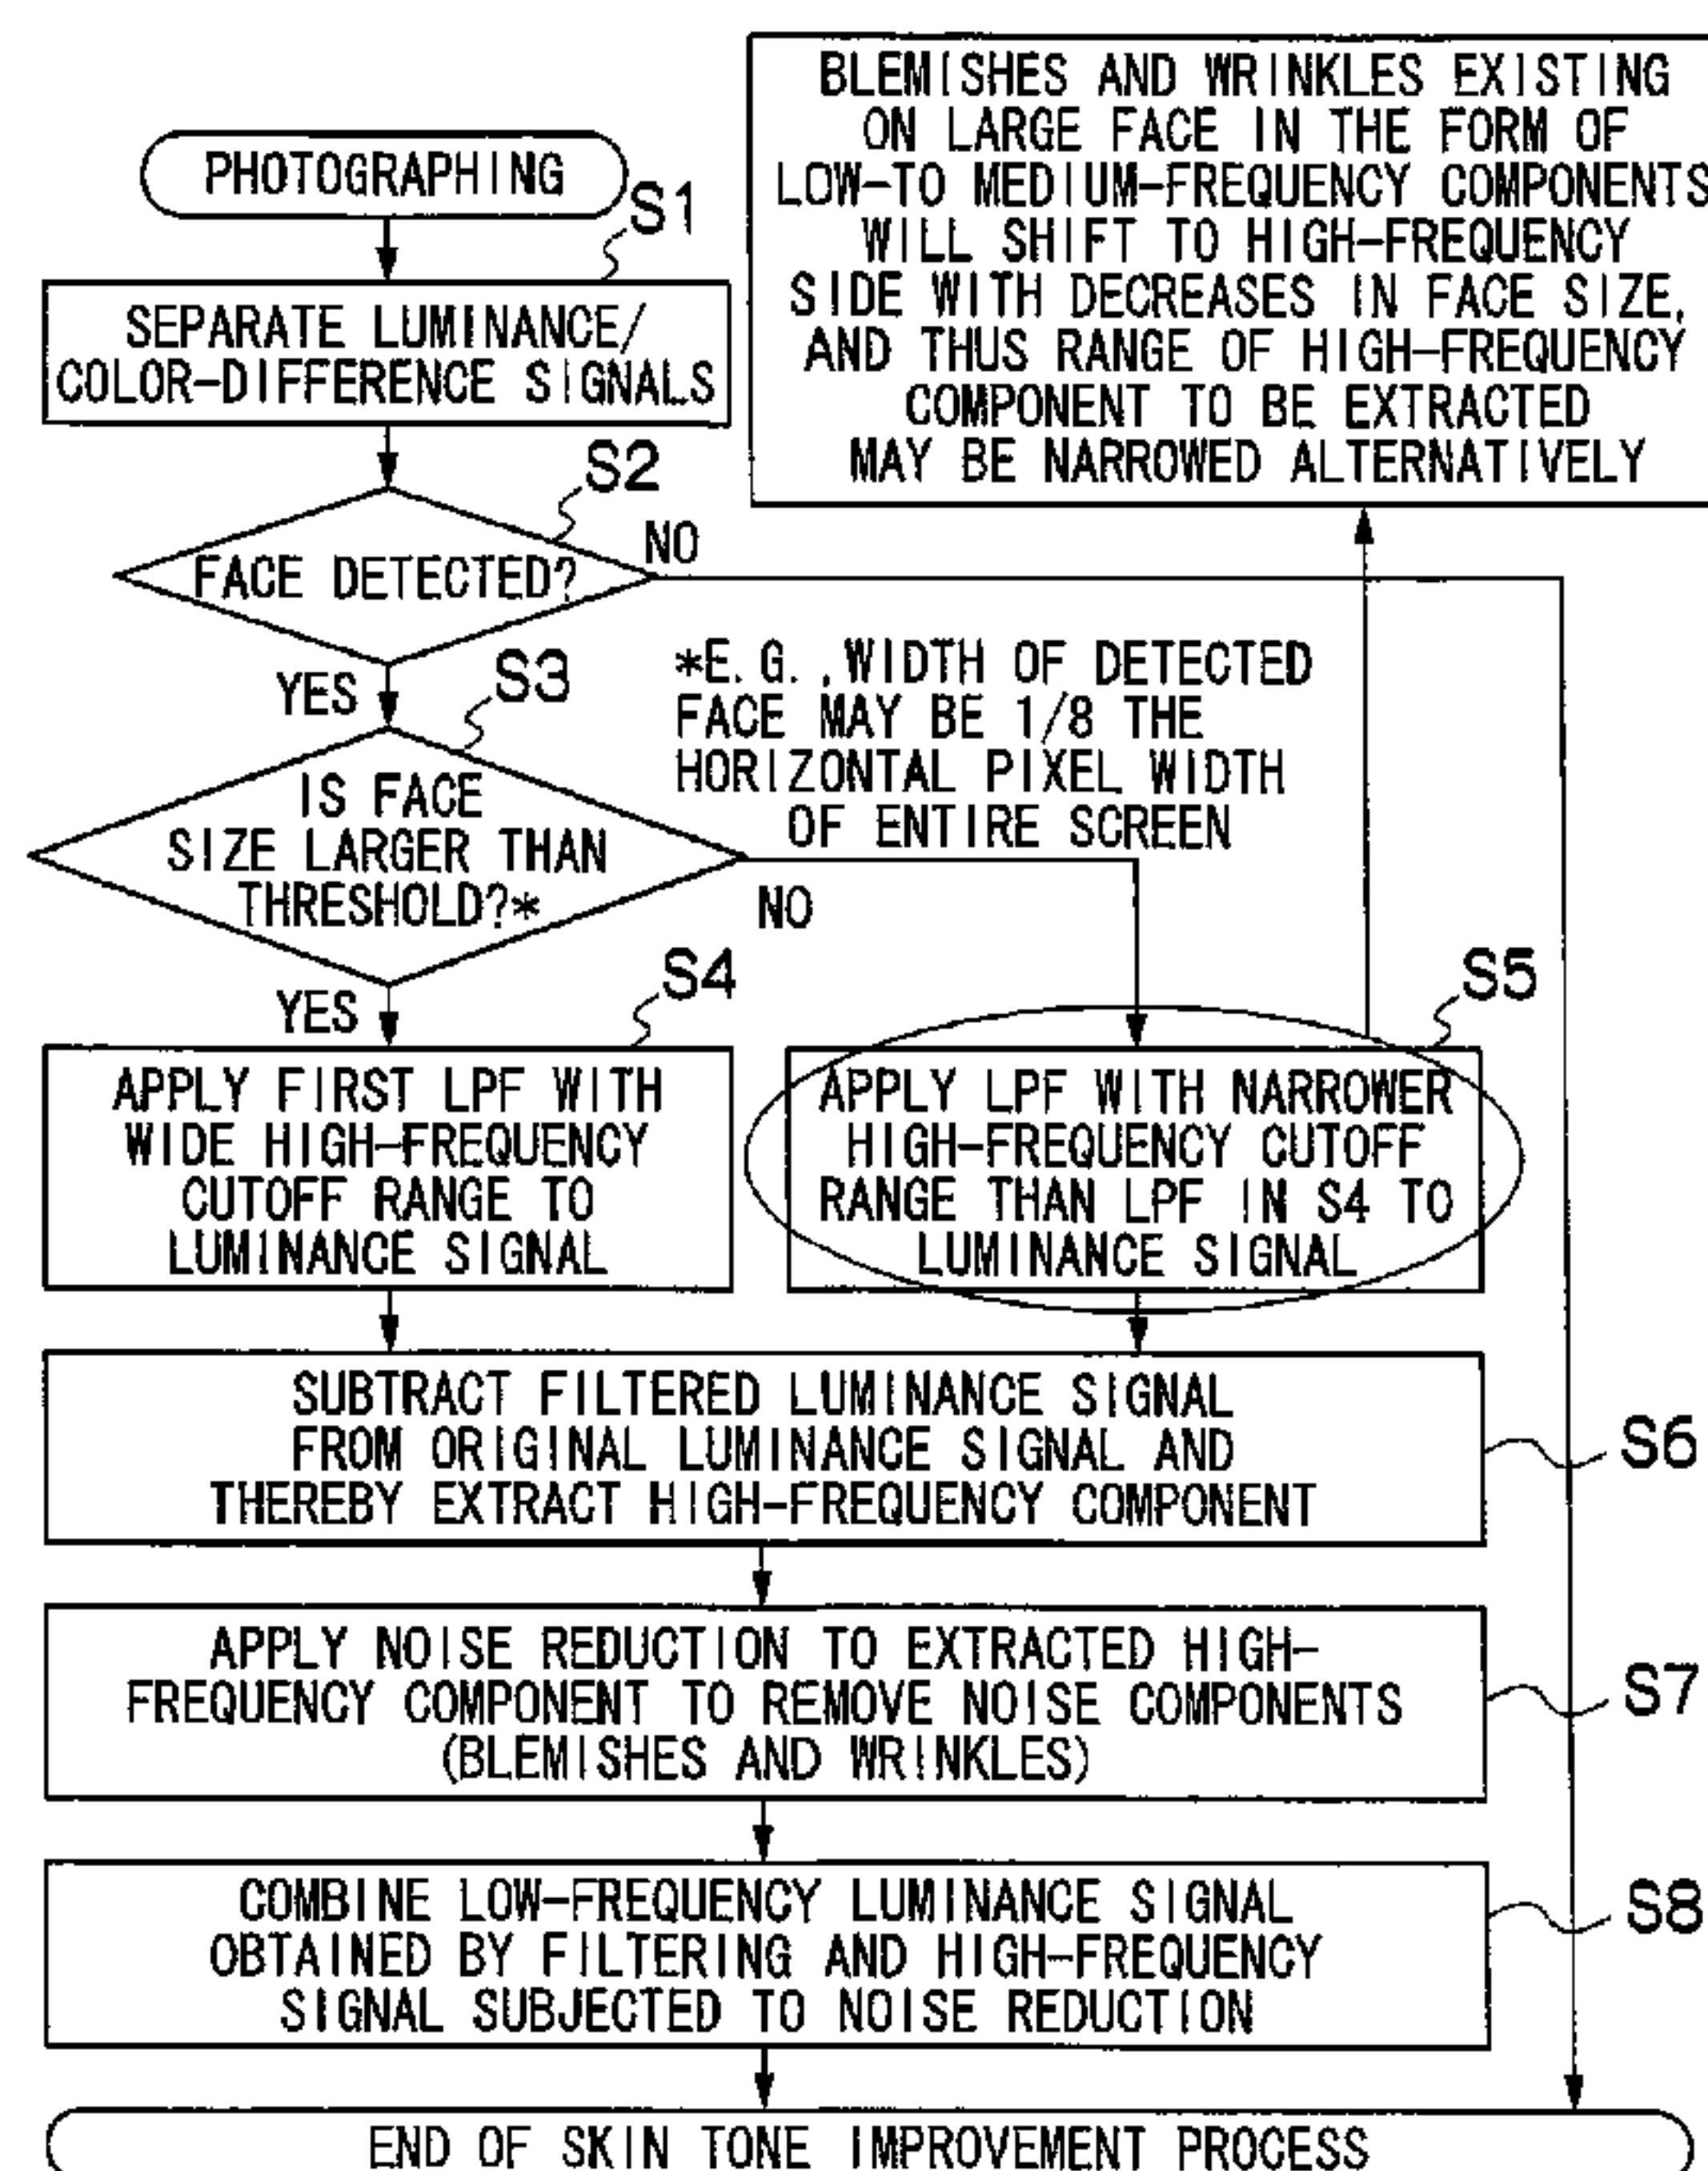 PHOTOGRAPHING
S1
SEPARATE LUMINANCE/
COLOR-DIFFERENCE SIGNALS
BLEMISHES AND WRINKLES EXISTING
ON LARGE FACE IN THE FORM OF
LOW-TO MEDIUM-FREQUENCY COMPONENTS
WILL SHIFT TO HIGH-FREQUENCY
SIDE WITH DECREASES IN FACE SIZE,
AND THUS RANGE OF HIGH-FREQUENCY
COMPONENT TO BE EXTRACTED
MAY BE NARROWED ALTERNATIVELY
S2
FACE DETECTED?
NO
YES
S3
*E.G.,WIDTH OF DETECTED
FACE MAY BE 1/8 THE
HORIZONTAL PIXEL WIDTH
OF ENTIRE SCREEN
IS FACE
SIZE LARGER THAN
THRESHOLD?*
NO
YES
S4
APPLY FIRST LPF WITH
WIDE HIGH-FREQUENCY
CUTOFF RANGE TO
LUMINANCE SIGNAL
S5
APPLY LPF WITH NARROWER
HIGH-FREQUENCY CUTOFF
RANGE THAN LPF IN S4 TO
LUMINANCE SIGNAL
SUBTRACT FILTERED LUMINANCE SIGNAL
FROM ORIGINAL LUMINANCE SIGNAL AND
THEREBY EXTRACT HIGH-FREQUENCY COMPONENT
S6
APPLY NOISE REDUCTION TO EXTRACTED HIGH-
FREQUENCY COMPONENT TO REMOVE NOISE COMPONENTS
(BLEMISHES AND WRINKLES)
S7
COMBINE LOW-FREQUENCY LUMINANCE SIGNAL
OBTAINED BY FILTERING AND HIGH-FREQUENCY
SIGNAL SUBJECTED TO NOISE REDUCTION
S8
END OF SKIN TONE IMPROVEMENT PROCESS